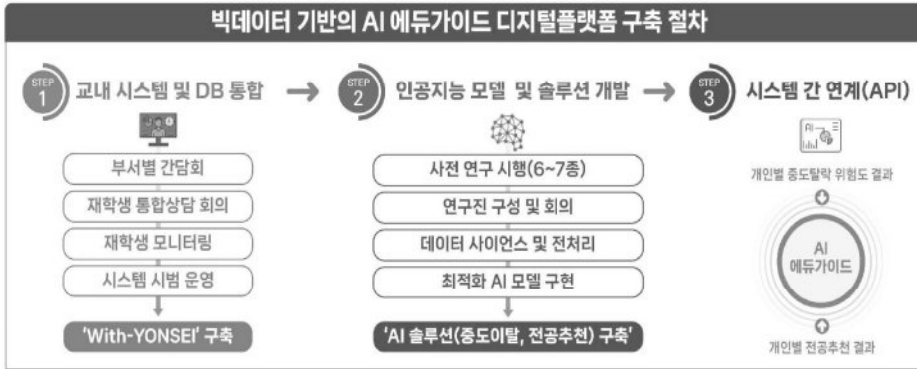 빅데이터 기반의 AI 에듀가이드 디지털플랫폼 구축 절차
STEP
1
교내 시스템 및 DB 통합
부서별 간담회
재학생 통합상담 회의
재학생 모니터링
시스템 시범 운영
'With-YONSEI' 구축
STEP
2
인공지능 모델 및 솔루션 개발
사전 연구 시행(6~7종)
연구진 구성 및 회의
데이터 사이언스 및 전처리
최적화 AI 모델 구현
'AI 솔루션(중도이탈, 전공추천) 구축'
STEP
3
시스템 간 연계(API)
AI
개인별 중도탈락 위험도 결과
AI
에듀가이드
개인별 전공추천 결과